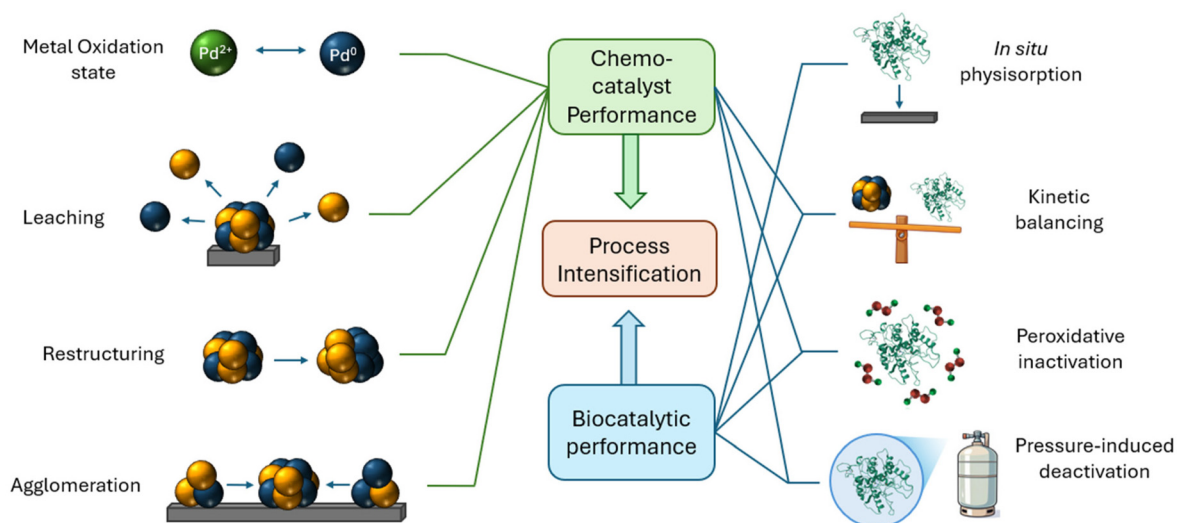 Metal Oxidation
state
Pd2+
Pd0
Leaching
Restructuring
Agglomeration
Chemo-
catalyst
Performance
Process
Intensification
Biocatalytic
performance
In situ
physisorption
Kinetic
balancing
Peroxidative
inactivation
Pressure-induced
deactivation